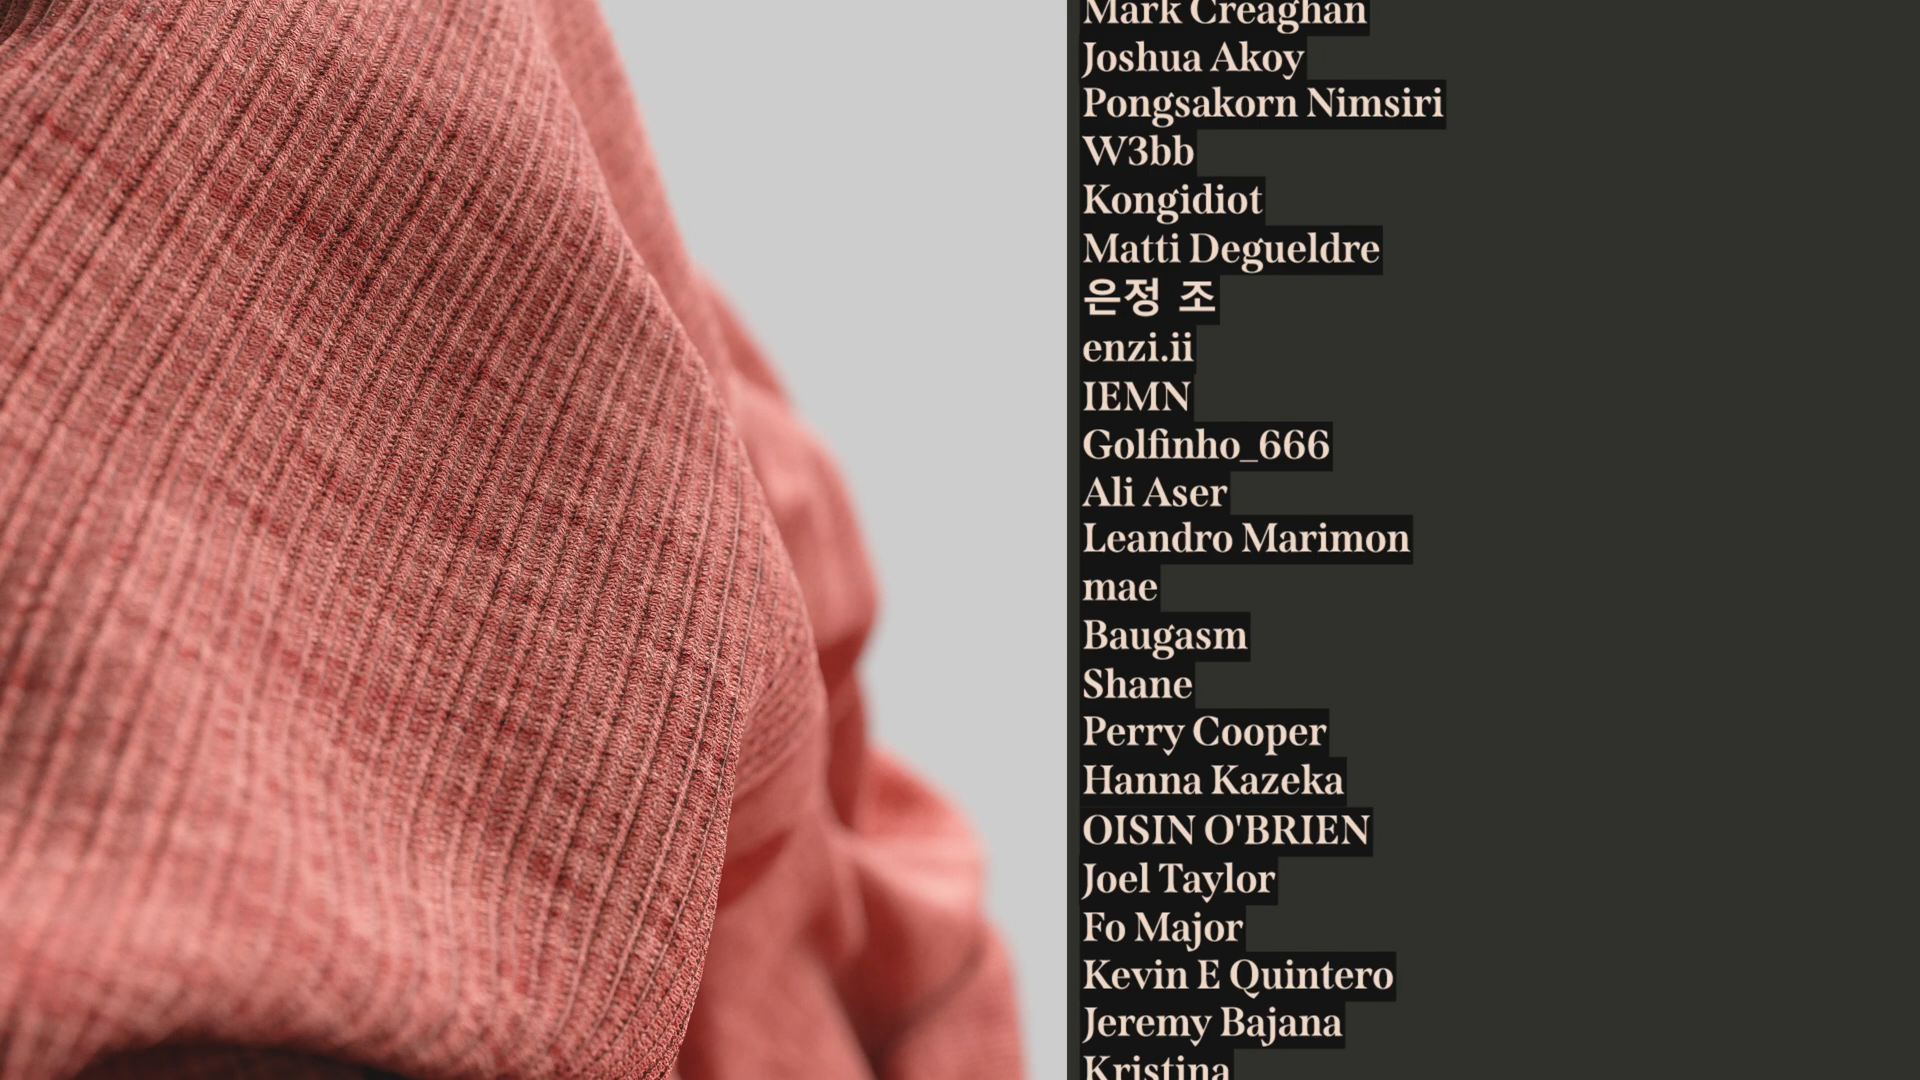 Mark Creaghan
Joshua Akoy
Pongsakorn Nimsiri
W3bb
Kongidiot
Matti Degueldre
은정 조
enzi.ii
IEMN
Golfinho_666
Ali Aser
Leandro Marimon
mae
Baugasm
Shane
Perry Cooper
Hanna Kazeka
OISIN O'BRIEN
Joel Taylor
Fo Major
Kevin E Quintero
Jeremy Bajana
Kristina